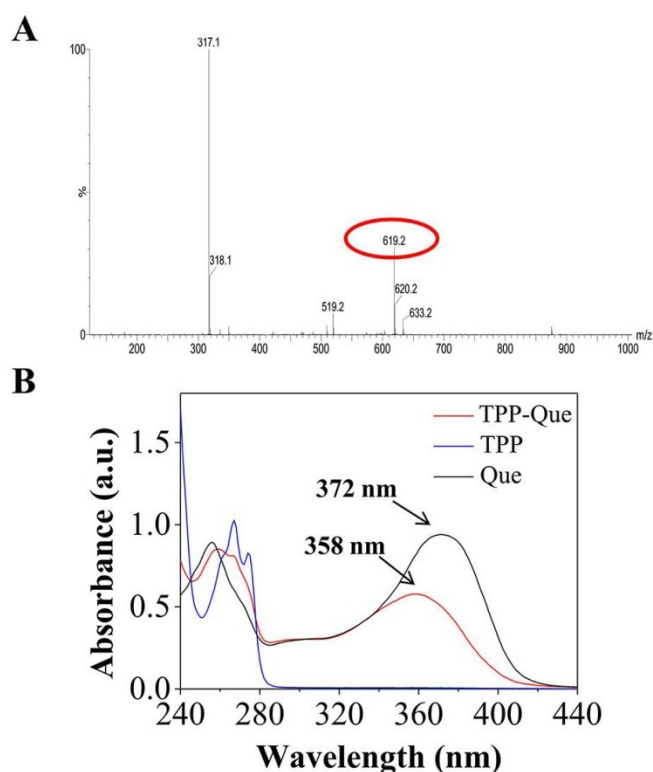 A
100
317.1
%
318.1
619.2
620.2
519.2
633.2
0
200 300 400 500 600 700 800 900 1000
m/z
B
Absorbance (a.u.)
1.5
1.0
0.5
0.0
TPP-Que
TPP
Que
372 nm
358 nm
240 280 320 360 400 440
Wavelength (nm)